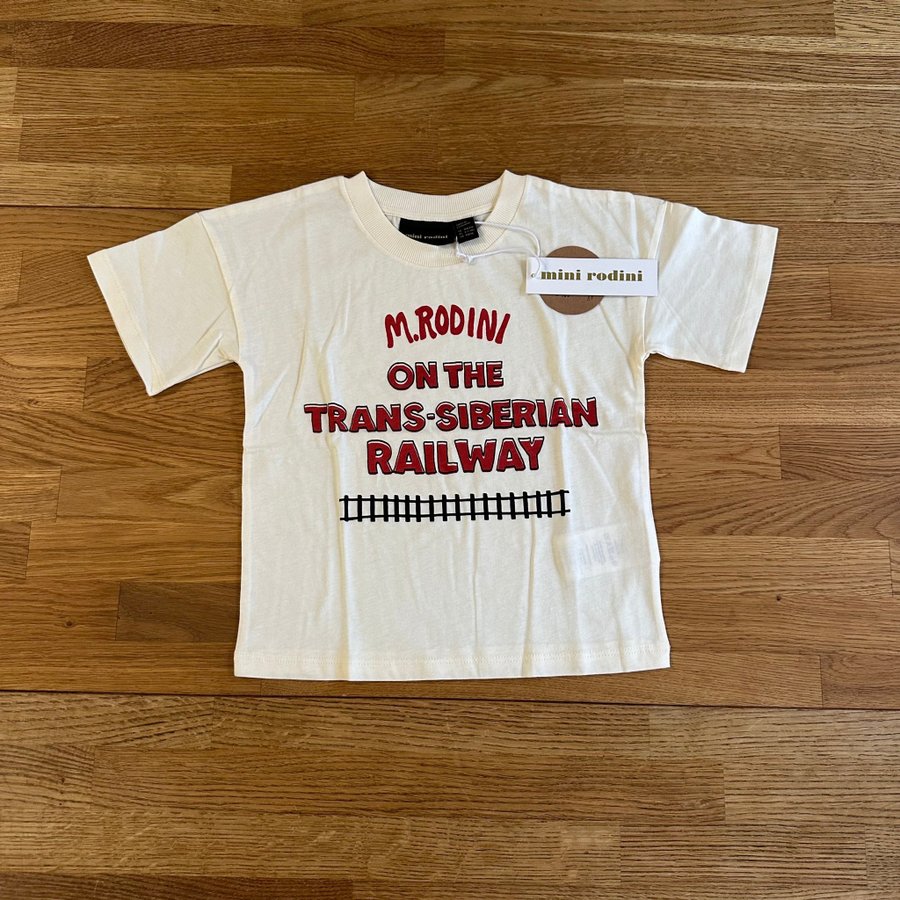 mini rodini
mini rodini
M.RODINI
ON THE
TRANS-SIBERIAN
RAILWAY